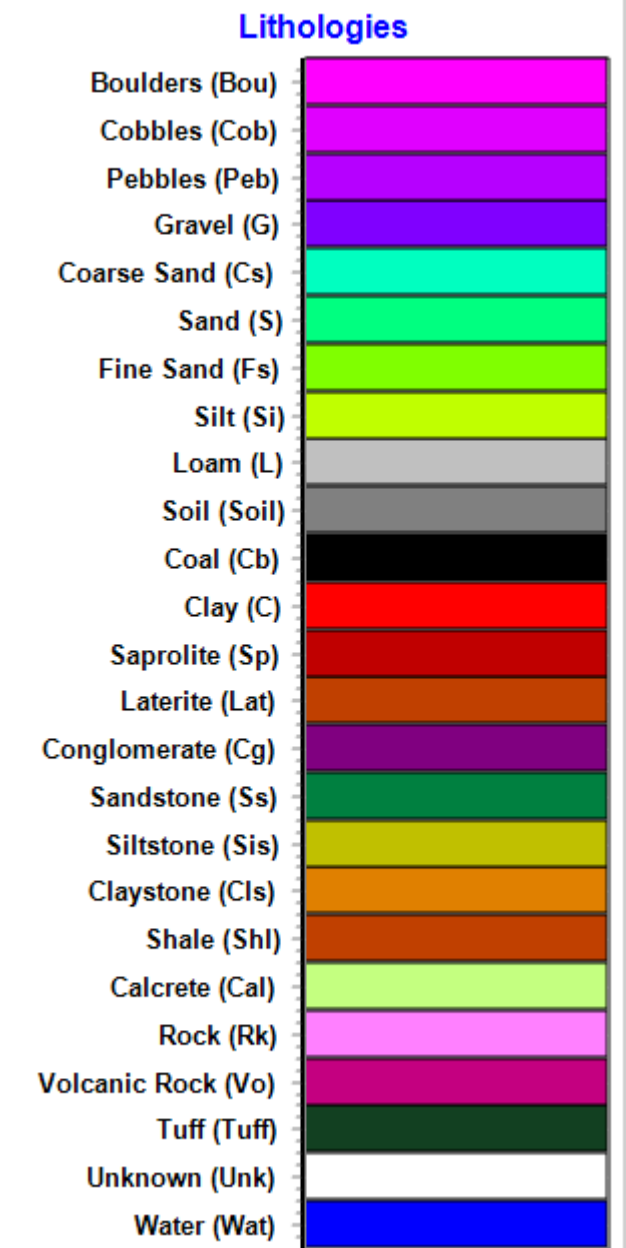 Lithologies
Boulders (Bou)
Cobbles (Cob)
Pebbles (Peb)
Gravel (G)
Coarse Sand (Cs)
Sand (S)
Fine Sand (Fs)
Silt (Si)
Loam (L)
Soil (Soil)
Coal (Cb)
Clay (C)
Saprolite (Sp)
Laterite (Lat)
Conglomerate (Cg)
Sandstone (Ss)
Siltstone (Sis)
Claystone (Cls)
Shale (Shl)
Calcrete (Cal)
Rock (Rk)
Volcanic Rock (Vo)
Tuff (Tuff)
Unknown (Unk)
Water (Wat)